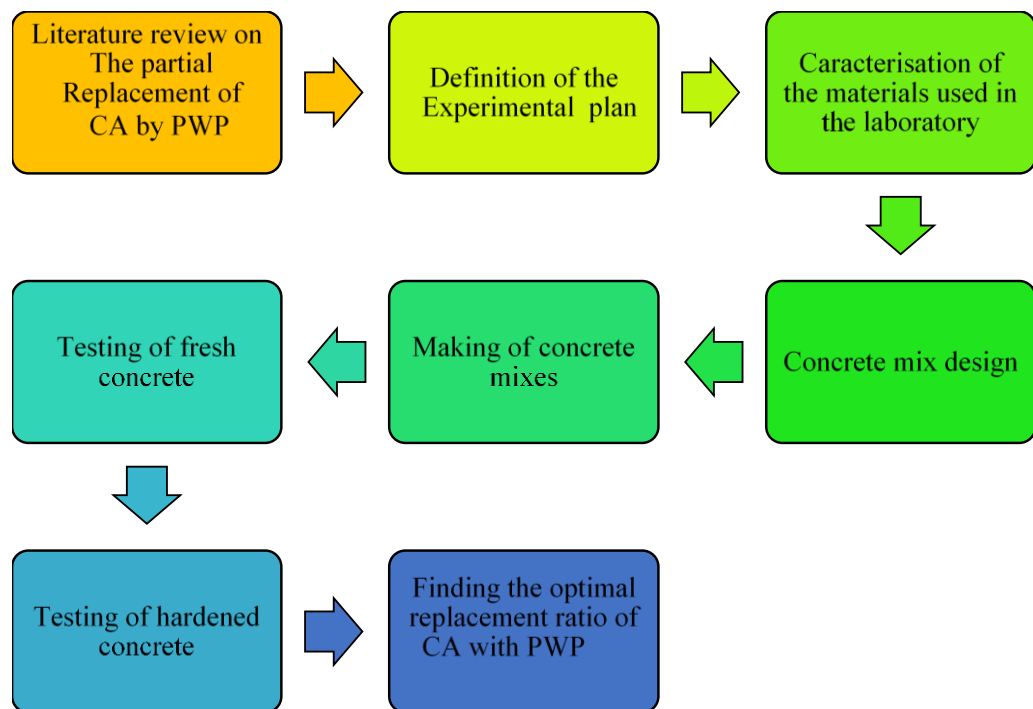 Literature review on
The partial
Replacement of
CA by PWP
Definition of the
Experimental plan
Caracterisation of
the materials used in
the laboratory
Concrete mix design
Making of concrete
mixes
Testing of fresh
concrete
Testing of hardened
concrete
Finding the optimal
replacement ratio of
CA with PWP